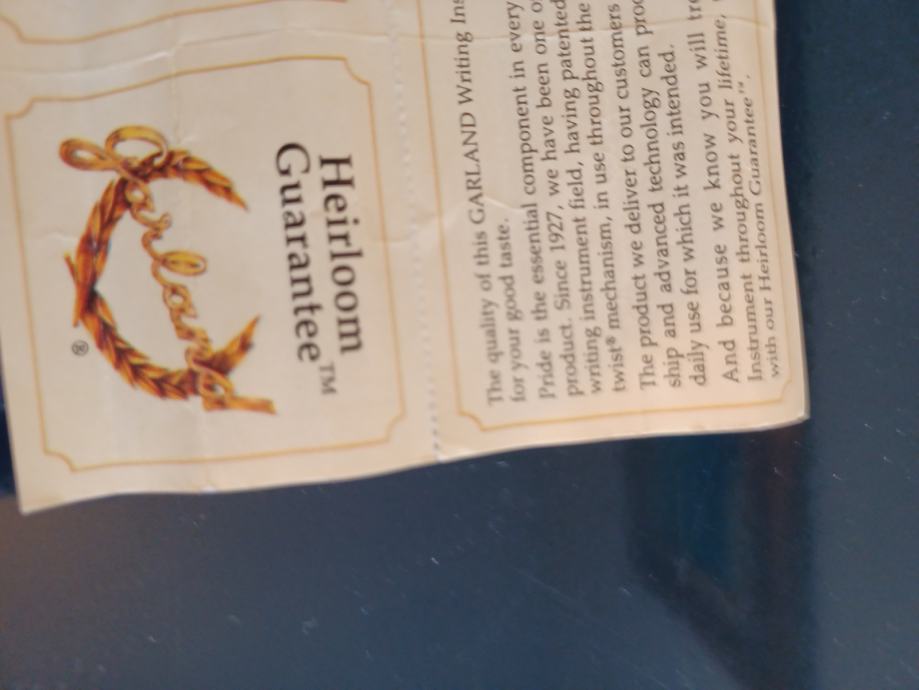 garland®
Heirloom
Guarantee™
The quality of this GARLAND Writing
for your good taste.
Pride is the essential component in every
product. Since 1927, we have been one
writing instrument field, having patented
twist® mechanism, in use throughout the
The product we deliver to our customers
ship and advanced technology can
daily use for which it was intended.
And because we know you will
Instrument throughout your lifetime,
with our Heirloom Guarantee™.